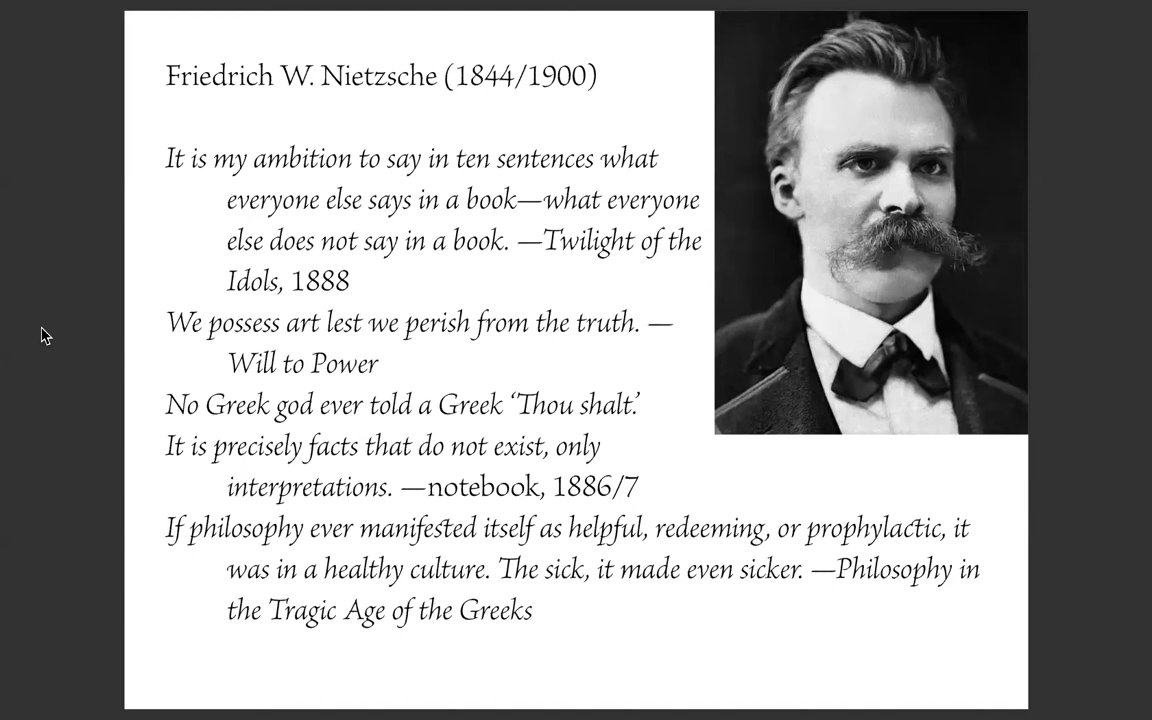 Friedrich W. Nietzsche (1844/1900)
It is my ambition to say in ten sentences what
everyone else says in a book—what everyone
else does not say in a book. —Twilight of the
Idols, 1888
We possess art lest we perish from the truth. —
Will to Power
No Greek god ever told a Greek ‘Thou shalt.’
It is precisely facts that do not exist, only
interpretations. —notebook, 1886/7
If philosophy ever manifested itself as helpful, redeeming, or prophylactic, it
was in a healthy culture. The sick, it made even sicker. —Philosophy in
the Tragic Age of the Greeks